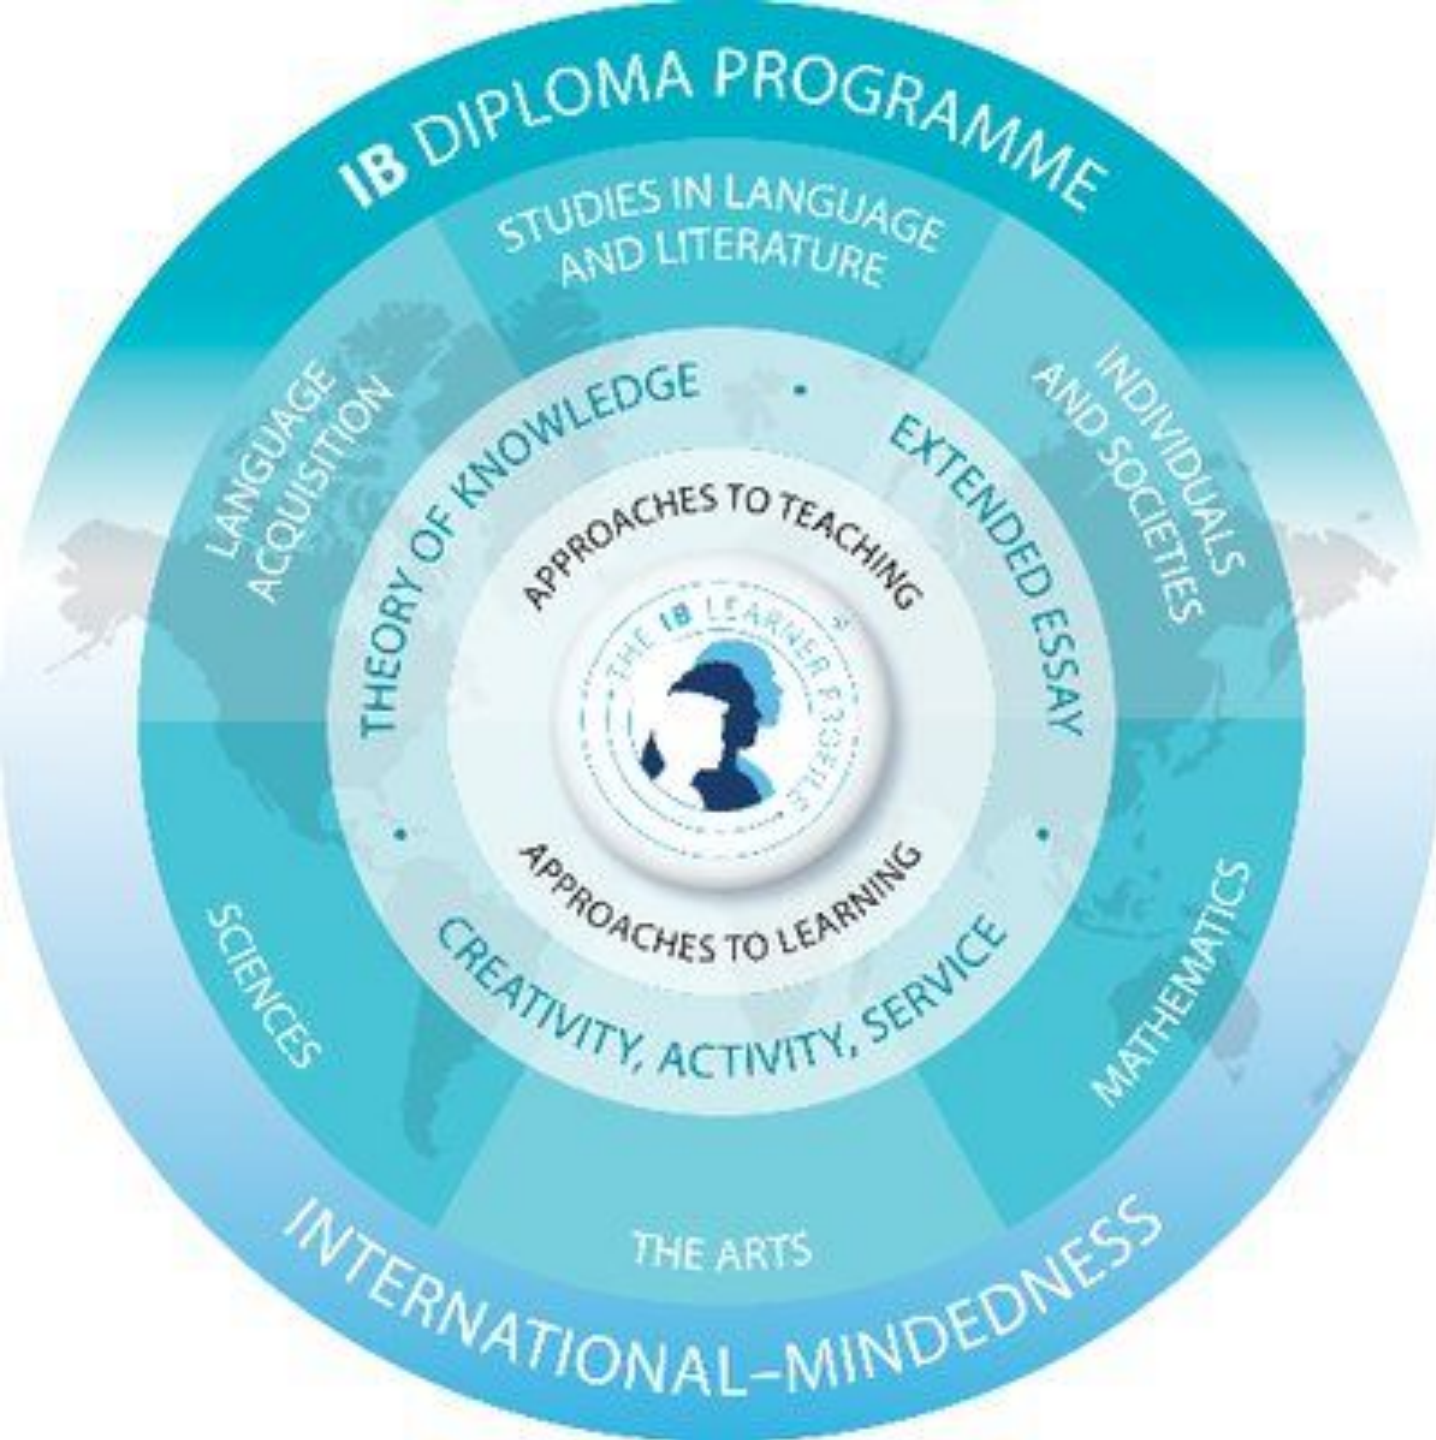 IB DIPLOMA PROGRAMME
STUDIES IN LANGUAGE
AND LITERATURE
LANGUAGE
ACQUISITION
INDIVIDUALS
AND SOCIETIES
THEORY OF KNOWLEDGE
EXTENDED ESSAY
APPROACHES TO TEACHING
THE IB LEARNER PROFILE
APPROACHES TO LEARNING
CREATIVITY, ACTIVITY, SERVICE
SCIENCES
MATHEMATICS
THE ARTS
INTERNATIONAL–MINDEDNESS